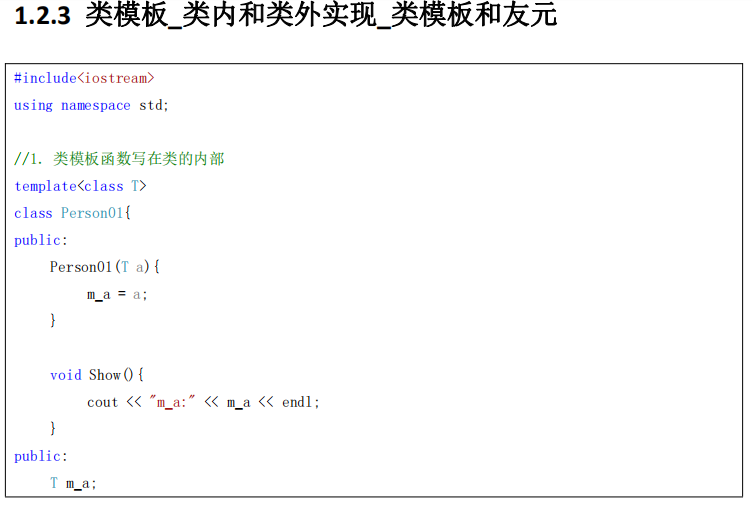 1.2.3 类模板_类内和类外实现_类模板和友元
#include<iostream>
using namespace std;
//1. 类模板函数写在类的内部
template<class T>
class Person01{
public:
Person01(T a){
m_a = a;
}
void Show(){
cout << "m_a:" << m_a << endl;
}
public:
T m_a;